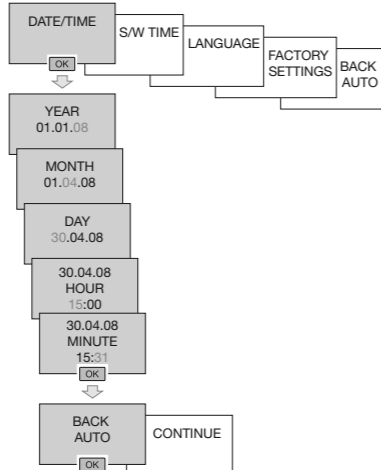 DATE/TIME
OK
S/W TIME
LANGUAGE
FACTORY
SETTINGS
BACK
AUTO
YEAR
01.01.08
MONTH
01.04.08
DAY
30.04.08
30.04.08
HOUR
15:00
30.04.08
MINUTE
15:31
OK
BACK
AUTO
OK
CONTINUE